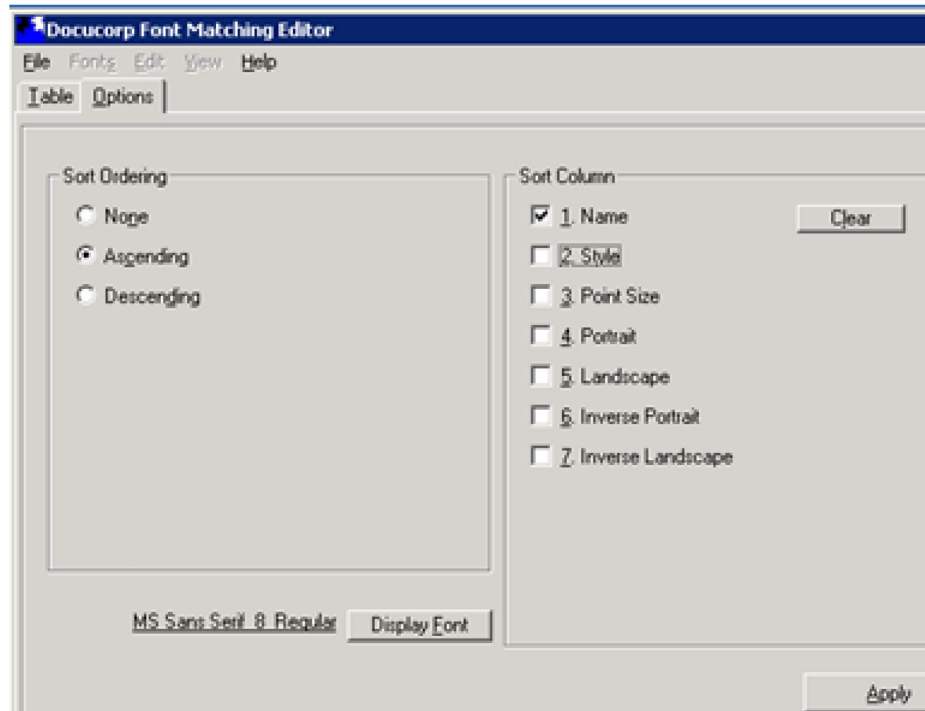 Docucorp Font Matching Editor
File Fonts Edit View Help
Table Options
Sort Ordering
None
Ascending
Descending
MS Sans Serif 8 Regular Display Font
Sort Column
1. Name Clear
2. Style
3. Point Size
4. Portrait
5. Landscape
6. Inverse Portrait
7. Inverse Landscape
Apply